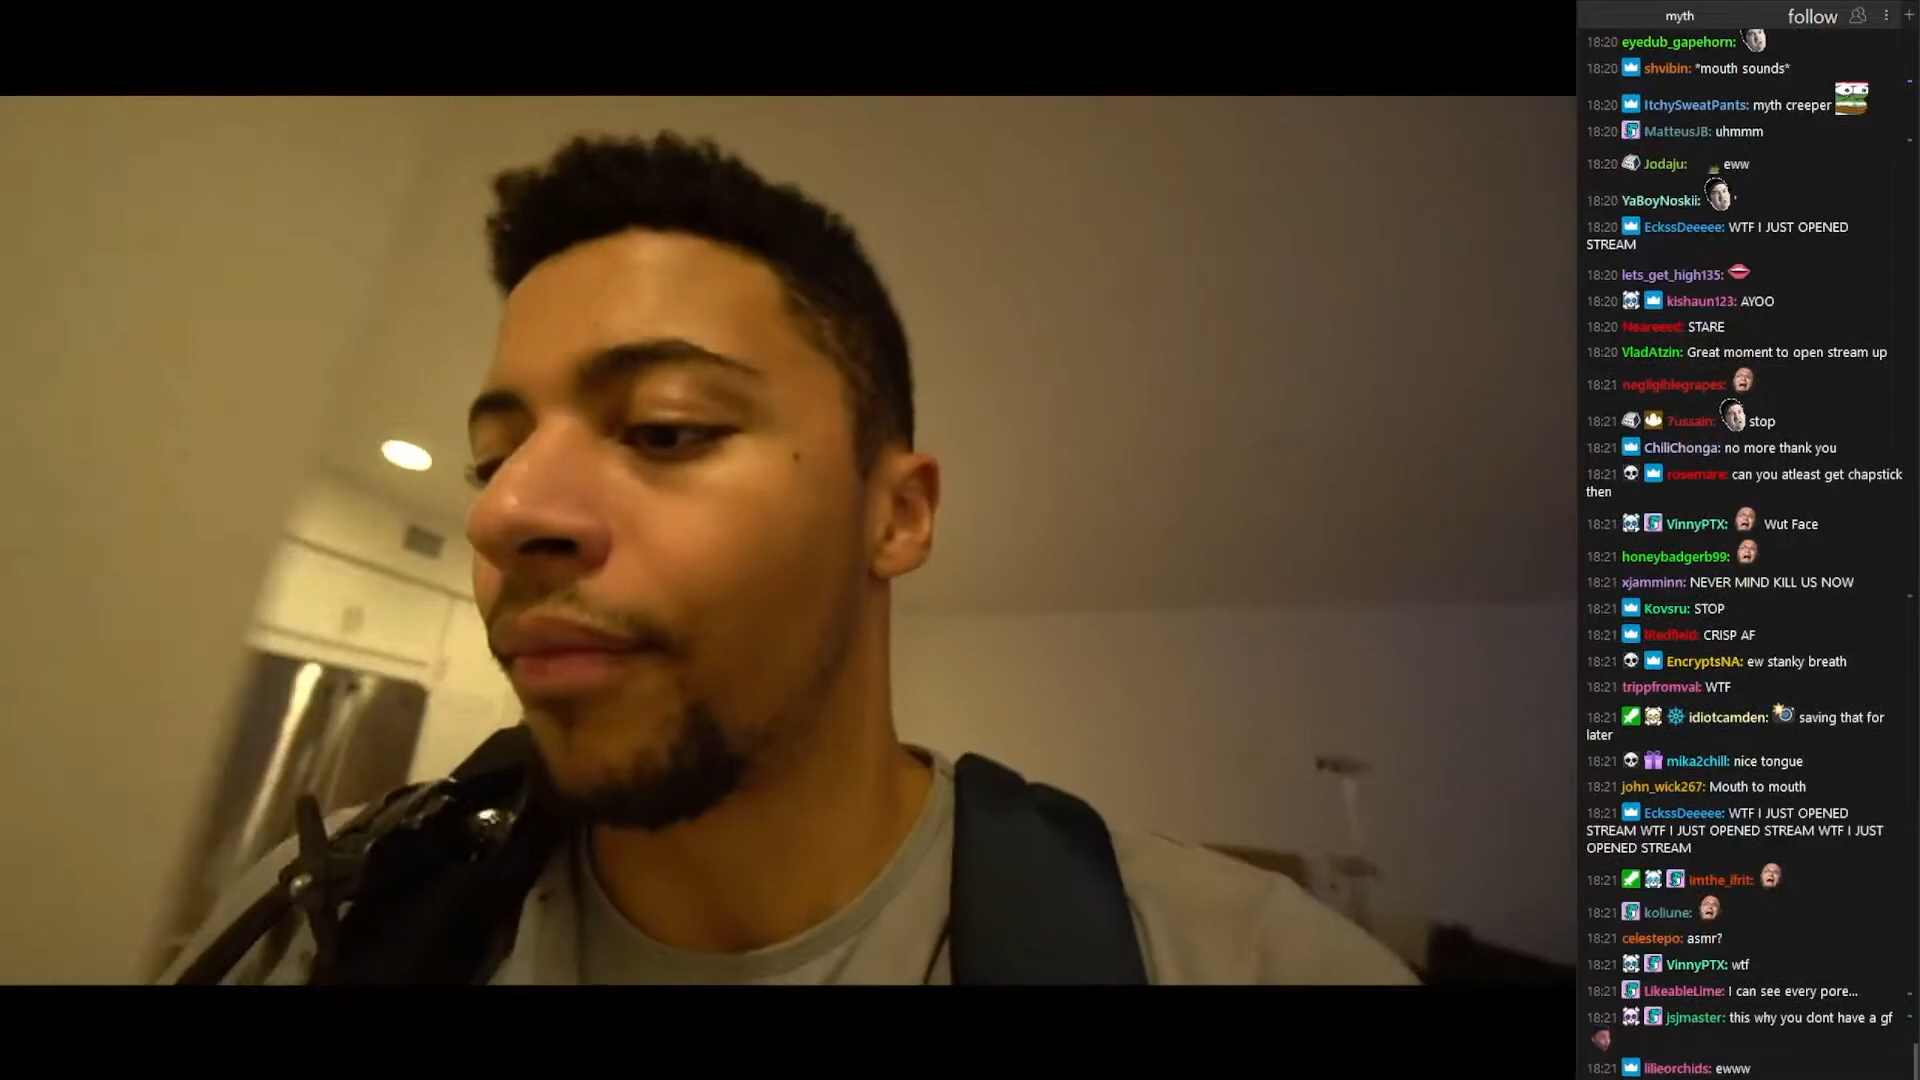 myth
follow
18:20 eyedub_gapehorn:
18:20 shvibin: *mouth sounds*
18:20 ItchySweatPants: myth creeper
18:20 MatteusJB: uhmmm
18:20 Jodaju: eww
18:20 YaBoyNoskii: '
18:20 EckssDeeeee: WTF I JUST OPENED
STREAM
18:20 lets_get_high135:
18:20 kishaun123: AYOO
18:20 Neareeed: STARE
18:20 VladAtzin: Great moment to open stream up
18:21 negligiblegrapes:
18:21 7ussain: stop
18:21 ChiliChonga: no more thank you
18:21 rosemare: can you atleast get chapstick
then
18:21 VinnyPTX: Wut Face
18:21 honeybadgerb99:
18:21 xjamminn: NEVER MIND KILL US NOW
18:21 Kovsru: STOP
18:21 lRedfield: CRISP AF
18:21 EncryptsNA: ew stanky breath
18:21 trippfromval: WTF
18:21 idiotcamden: saving that for
later
18:21 mika2chill: nice tongue
18:21 john_wick267: Mouth to mouth
18:21 EckssDeeeee: WTF I JUST OPENED
STREAM WTF I JUST OPENED STREAM WTF I JUST
OPENED STREAM
18:21 imthe_ifrit:
18:21 koliune:
18:21 celestepo: asmr?
18:21 VinnyPTX: wtf
18:21 LikeableLime: I can see every pore...
18:21 jsjmaster: this why you dont have a gf
18:21 lilieorchids: ewww